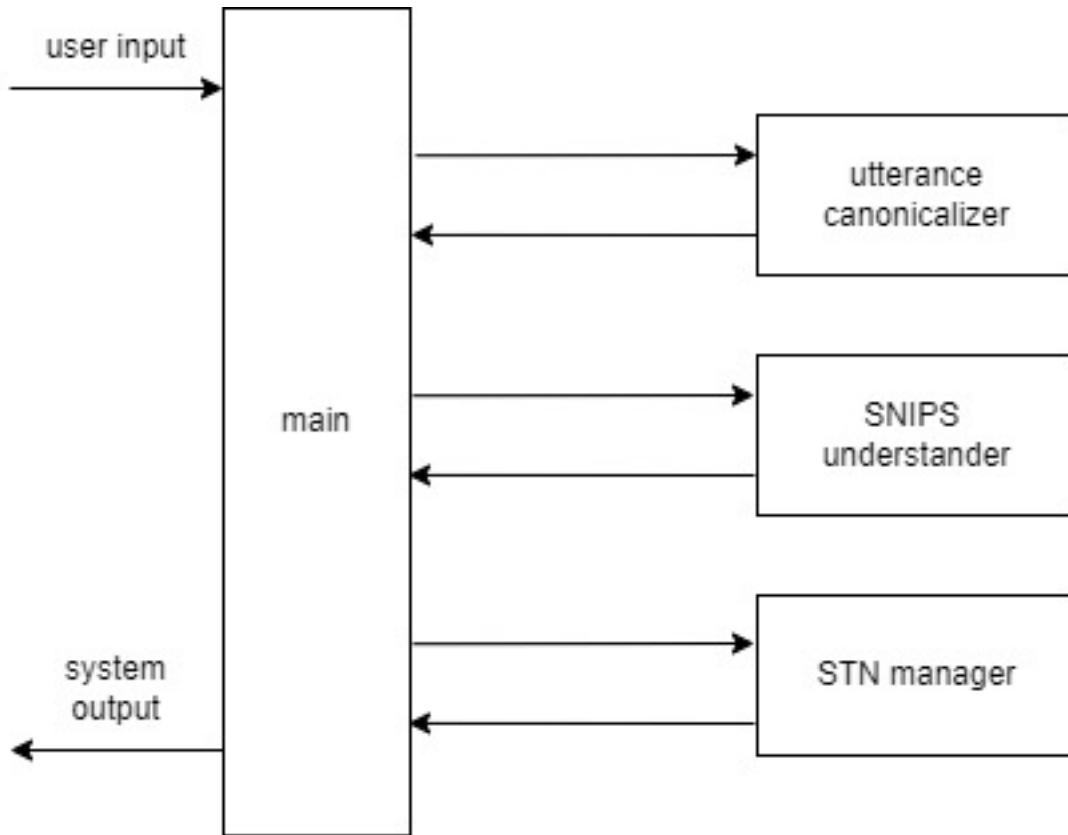 user input
utterance
canonicalizer
main
SNIPS
understander
system
output
STN manager